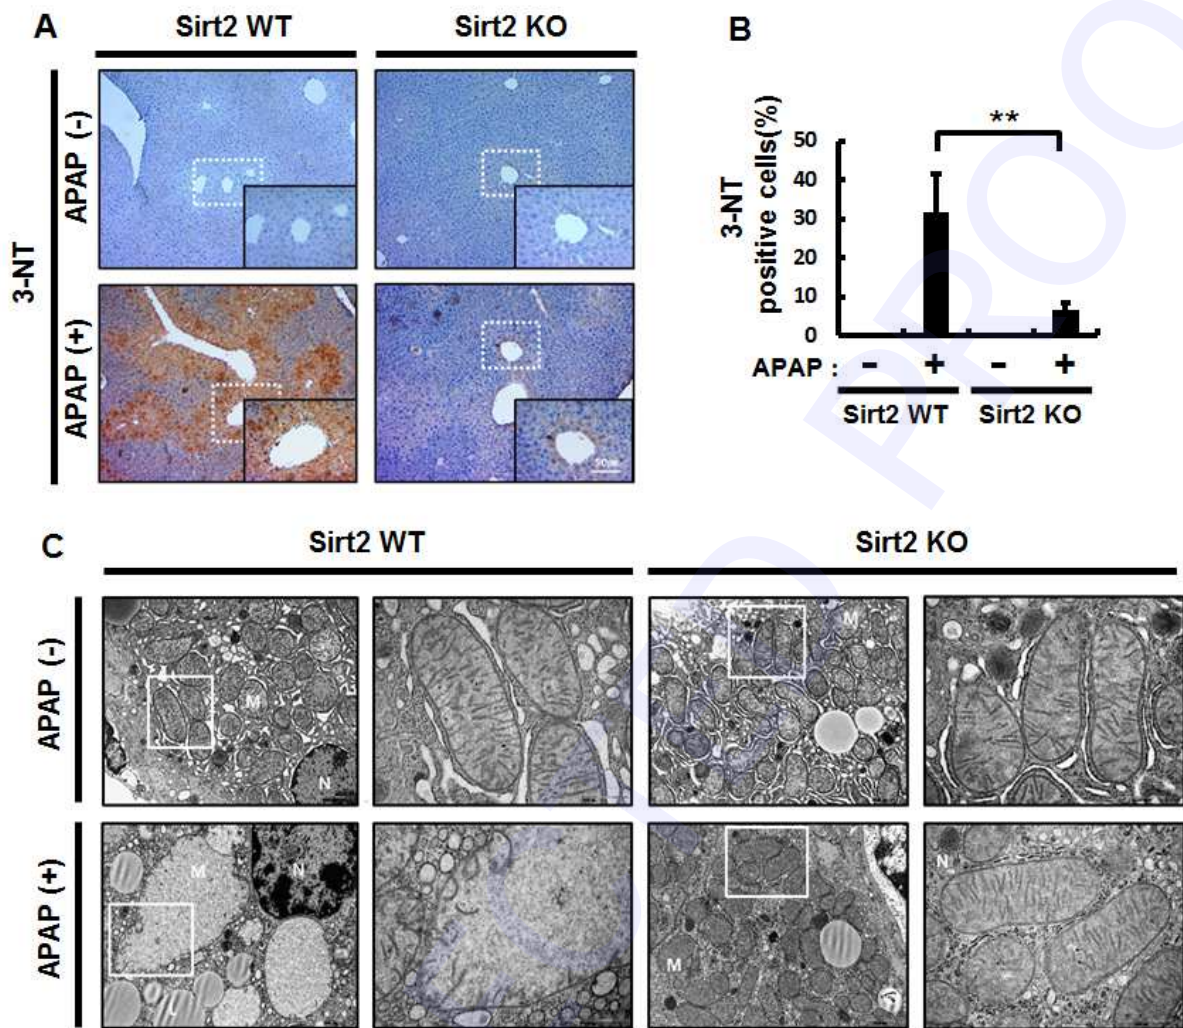 A
Sirt2 WT
Sirt2 KO
3-NT
APAP (-)
APAP (+)
B
**
3-NT
positive cells(%)
50
40
30
20
10
0
APAP : - + - +
Sirt2 WT Sirt2 KO
C
Sirt2 WT
Sirt2 KO
APAP (-)
M
N
M
APAP (+)
M
N
M
N
PROO